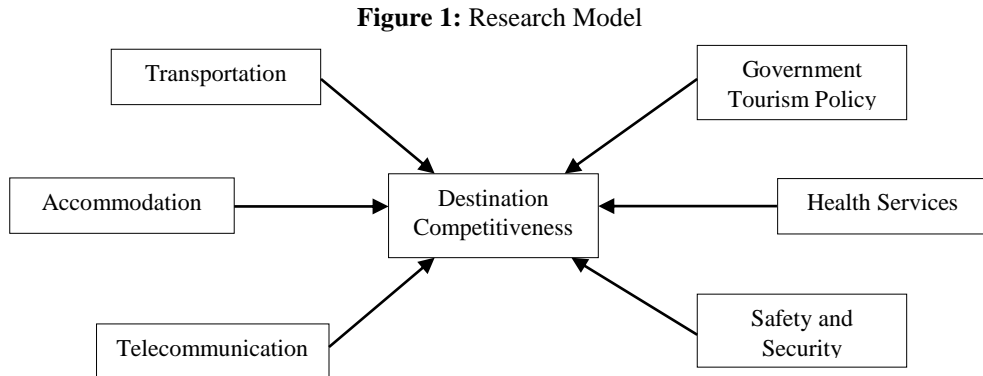 Figure 1: Research Model
Transportation
Government
Tourism Policy
Accommodation
Destination
Competitiveness
Health Services
Telecommunication
Safety and
Security